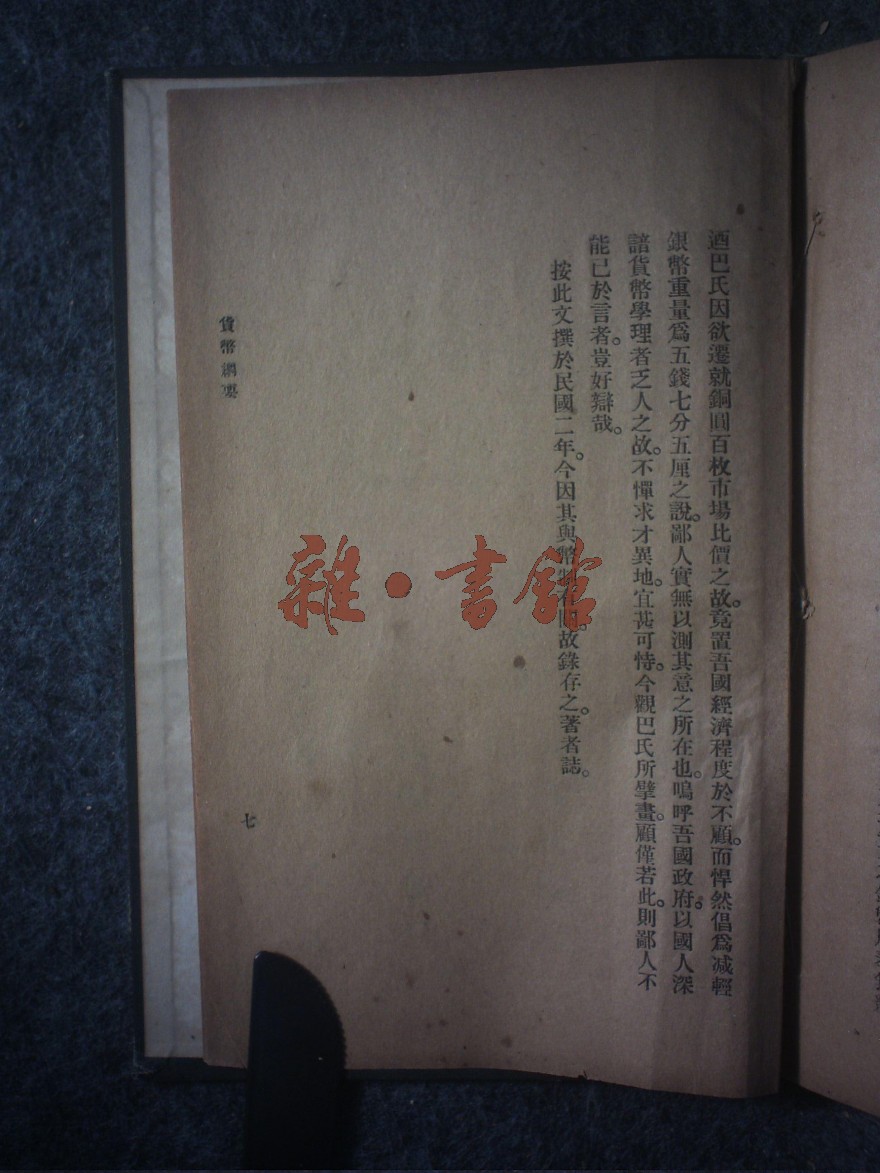 迺巴氏因欲遷就銅圓百枚市場比價之故。竟置吾國經濟程度於不顧。而悍然倡爲減輕
銀幣重量爲五錢七分五厘之說。鄙人實無以測其意之所在也。嗚呼吾國政府。以國人深
諳貨幣學理者乏人之故。不憚求才異地。宜甚可恃。今觀巴氏所擘畫。顧僅若此。則鄙人不
能已於言者。豈好辯哉。
按此文撰於民國二年。今因其與幣制有 。故錄存之。著者誌。
貨幣綱要
七
雜·書館